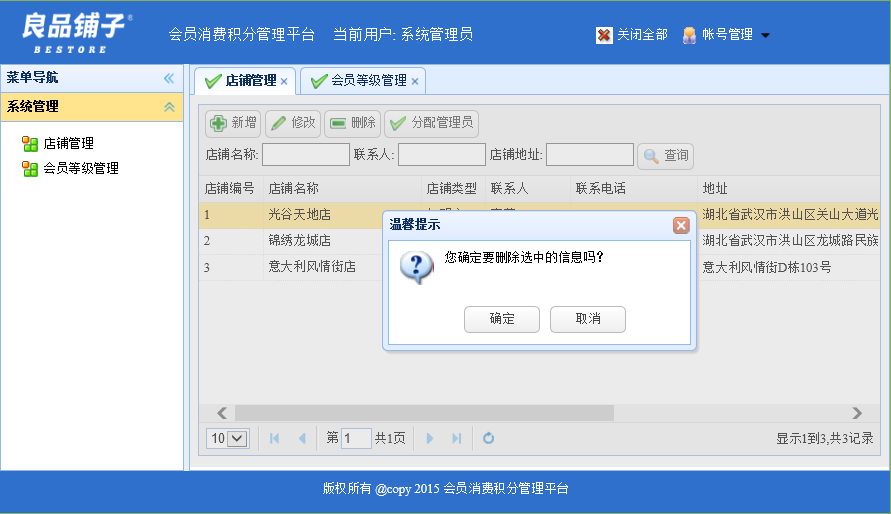 良品铺子®
BESTORE
会员消费积分管理平台 当前用户: 系统管理员
关闭全部 帐号管理
菜单导航
系统管理
店铺管理
会员等级管理
店铺管理 会员等级管理
新增 修改 删除 分配管理员
店铺名称: 联系人: 店铺地址: 查询
店铺编号 店铺名称 店铺类型 联系人 联系电话 地址
1 光谷天地店 湖北省武汉市洪山区关山大道光
2 锦绣龙城店 湖北省武汉市洪山区龙城路民族
3 意大利风情街店 意大利风情街D栋103号
温馨提示
您确定要删除选中的信息吗?
确定 取消
10 第 1 共1页 显示1到3,共3记录
版权所有 @copy 2015 会员消费积分管理平台